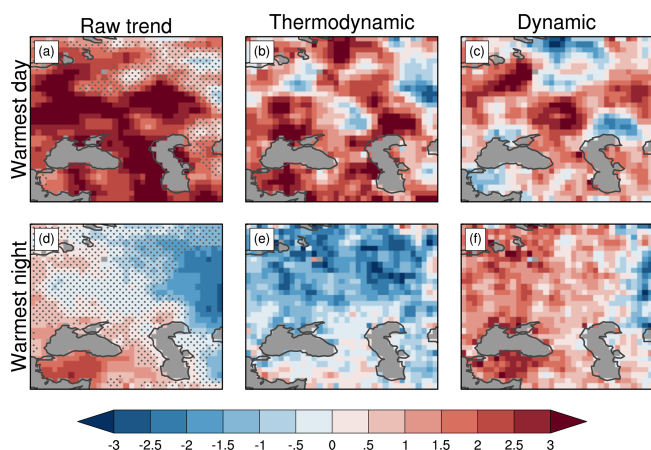 Raw trend Thermodynamic Dynamic
Warmest day
(a) (b) (c)
Warmest night
(d) (e) (f)
-3 -2.5 -2 -1.5 -1 -.5 0 .5 1 1.5 2 2.5 3